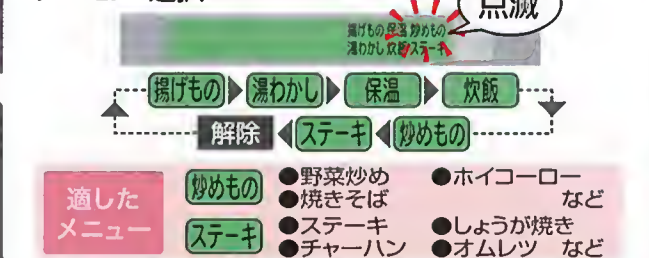 点滅
揚げもの 保温 炒めもの
湯わかし 炊飯 ステーキ
揚げもの 湯わかし 保温 炊飯
解除 ステーキ 炒めもの
適した
メニュー
炒めもの
●野菜炒め ●ホイコーロー
●焼きそば など
ステーキ
●ステーキ ●しょうが焼き
●チャーハン ●オムレツ など